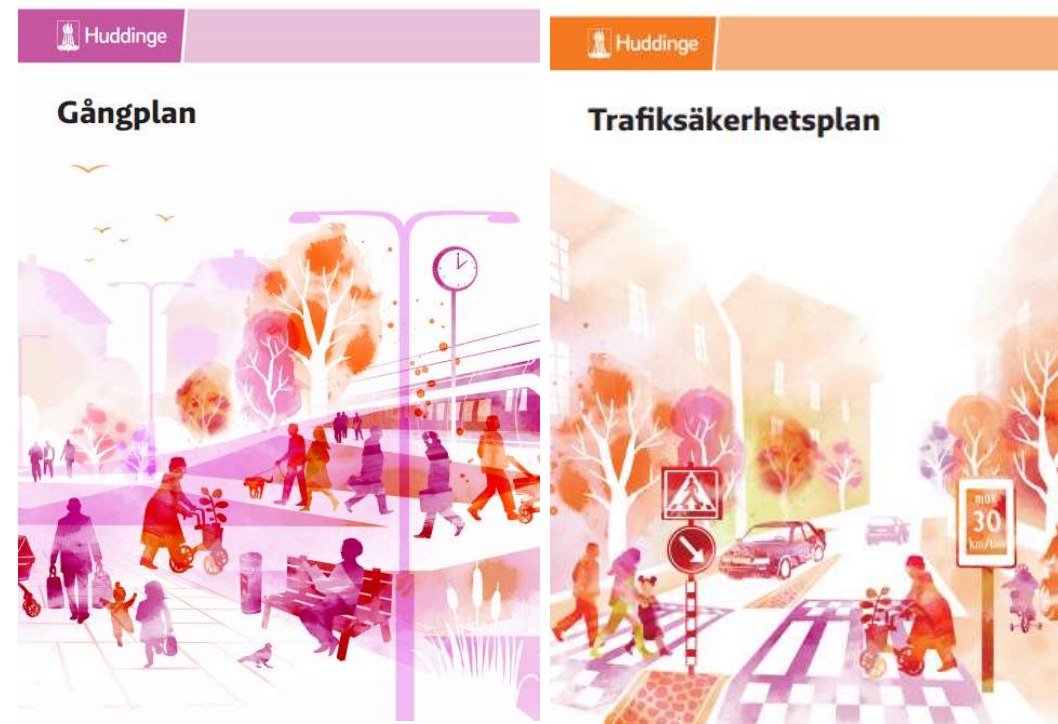 Huddinge
Gångplan
Huddinge
Trafiksäkerhetsplan
max
30
km/tim